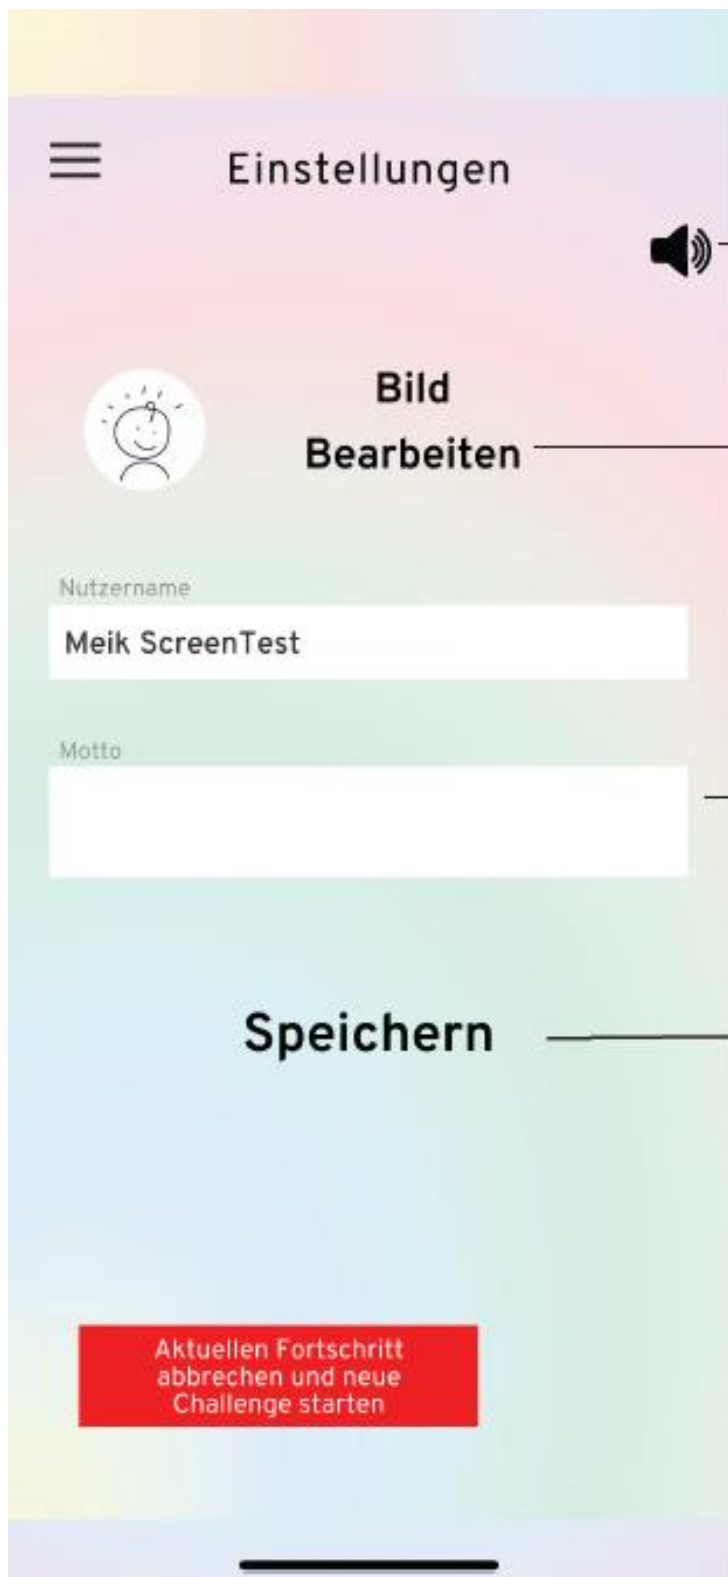 Einstellungen
Bild
Bearbeiten
Nutzername
Meik ScreenTest
Motto
Speichern
Aktuellen Fortschritt
abbrechen und neue
Challenge starten